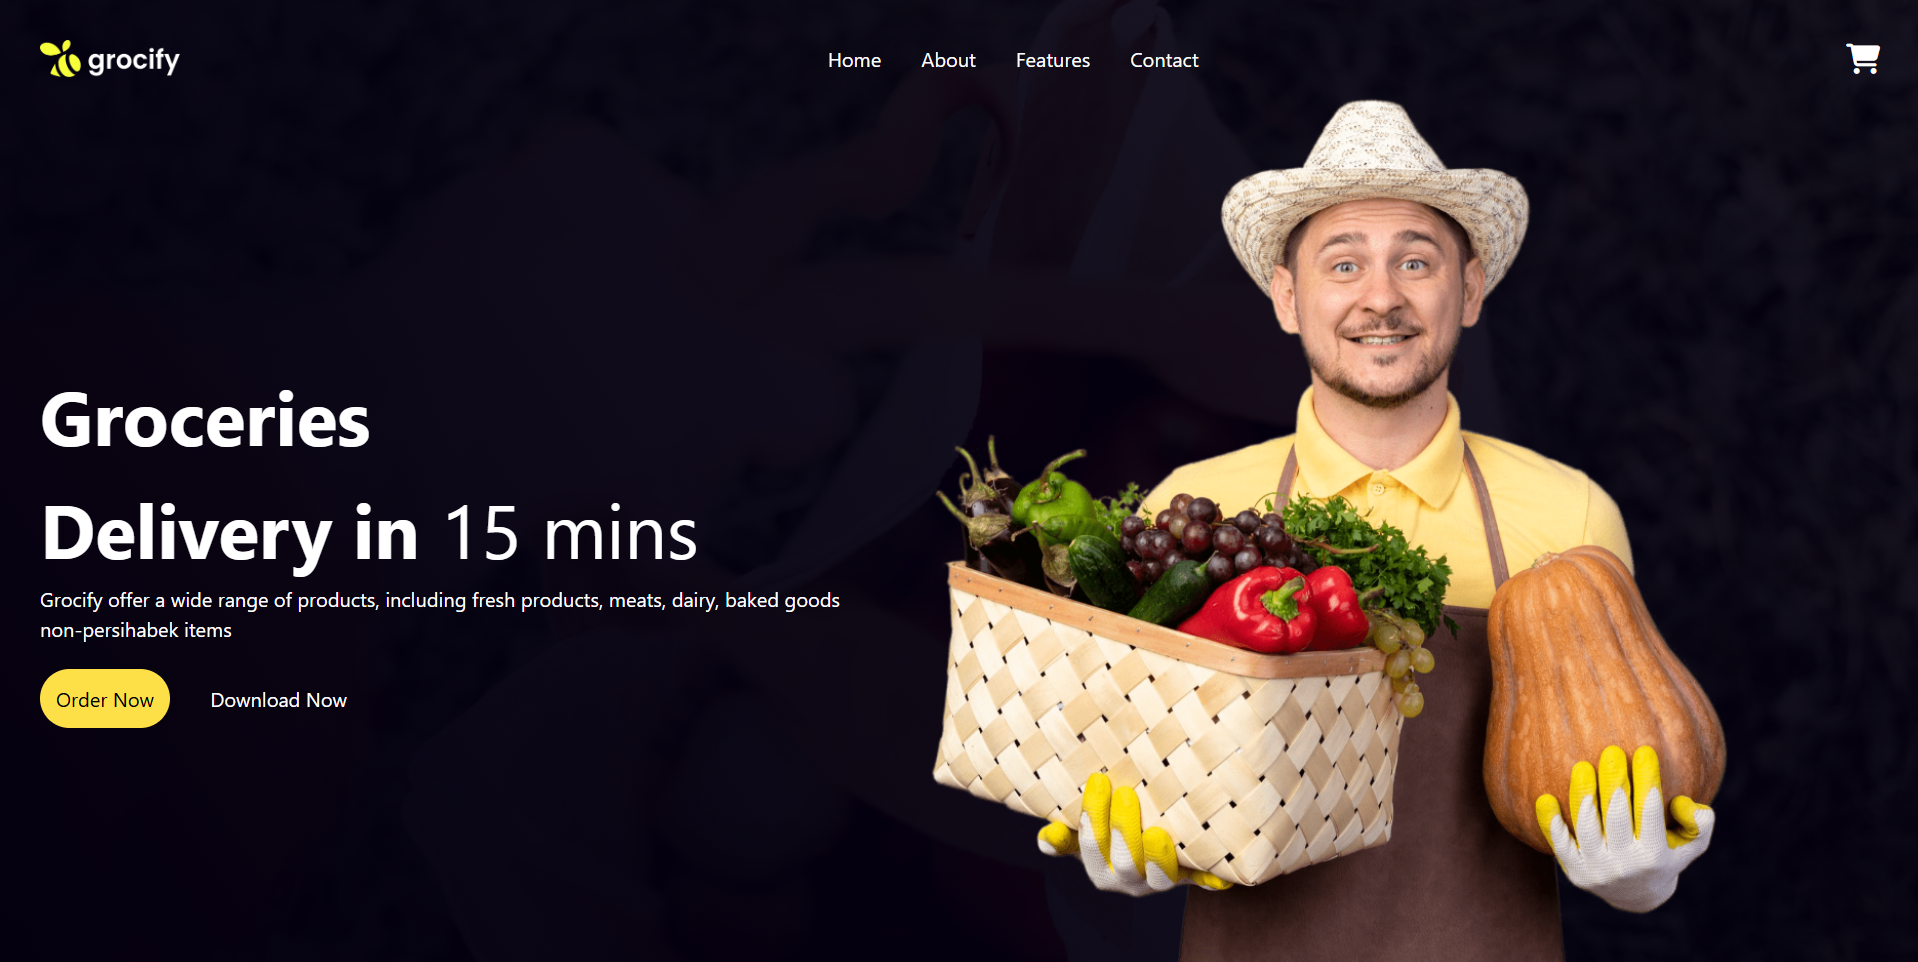 grocify
Home About Features Contact
Groceries
Delivery in 15 mins
Grocify offer a wide range of products, including fresh products, meats, dairy, baked goods
non-persihabek items
Order Now Download Now